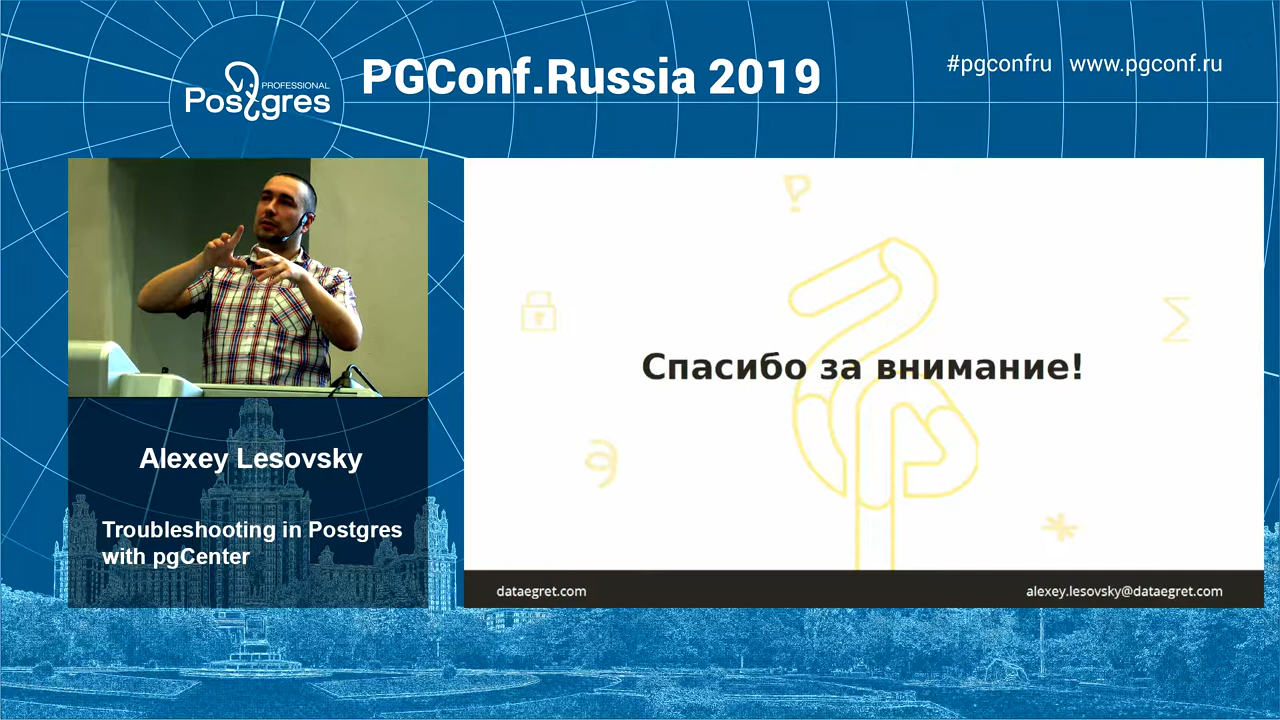 PROFESSIONAL
Postgres
PGConf.Russia 2019
#pgconfru www.pgconf.ru
Спасибо за внимание!
Alexey Lesovsky
Troubleshooting in Postgres
with pgCenter
dataegret.com
alexey.lesovsky@dataegret.com